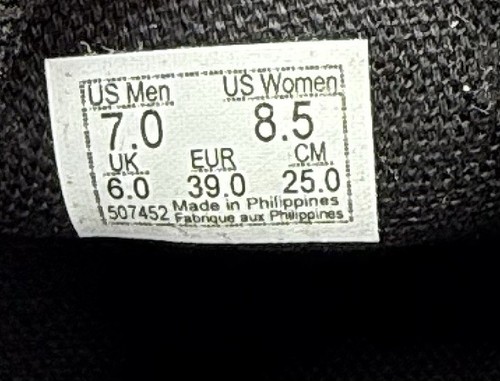 US Men US Women
7.0 8.5
UK EUR CM
6.0 39.0 25.0
507452 Made in Philippines
Fabrique aux Philippines